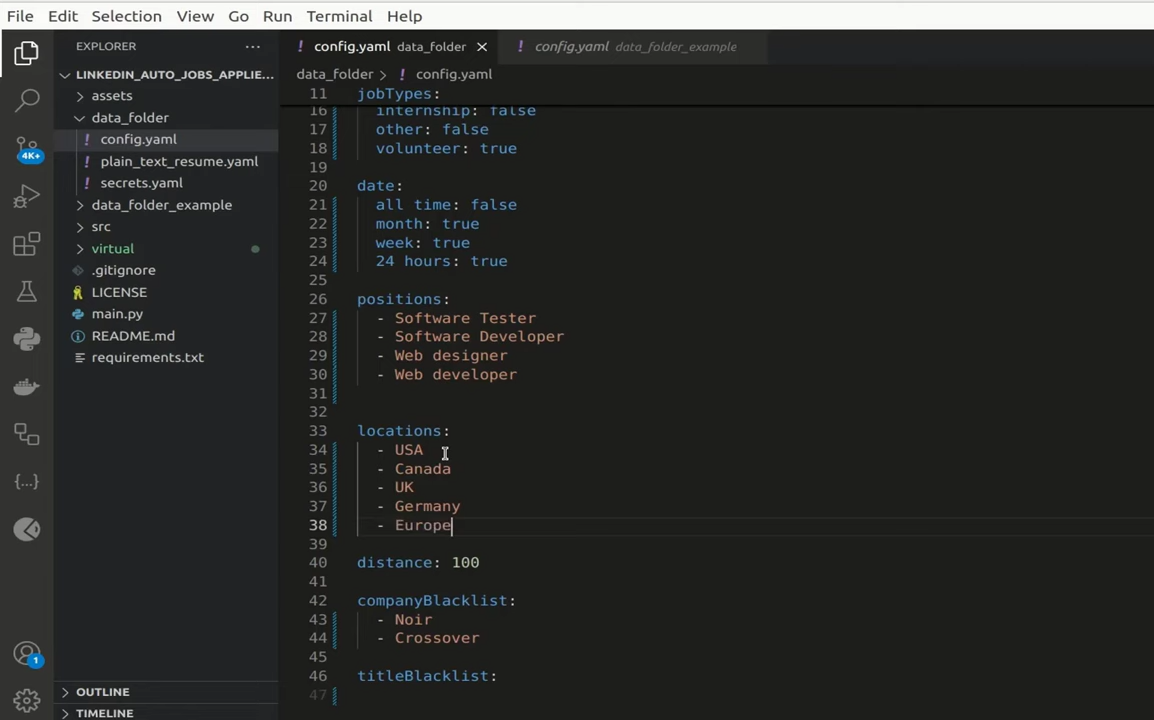 File Edit Selection View Go Run Terminal Help
EXPLORER ...
config.yaml data_folder
config.yaml data_folder_example
LINKEDIN_AUTO_JOBS_APPLIE...
data_folder > config.yaml
assets
data_folder
config.yaml
plain_text_resume.yaml
secrets.yaml
data_folder_example
src
virtual
.gitignore
LICENSE
main.py
README.md
requirements.txt
4K+
1
OUTLINE
TIMELINE
11 jobTypes:
16 internship: false
17 other: false
18 volunteer: true
19
20 date:
21 all time: false
22 month: true
23 week: true
24 24 hours: true
25
26 positions:
27 - Software Tester
28 - Software Developer
29 - Web designer
30 - Web developer
31
32
33 locations:
34 - USA
35 - Canada
36 - UK
37 - Germany
38 - Europe
39
40 distance: 100
41
42 companyBlacklist:
43 - Noir
44 - Crossover
45
46 titleBlacklist:
47